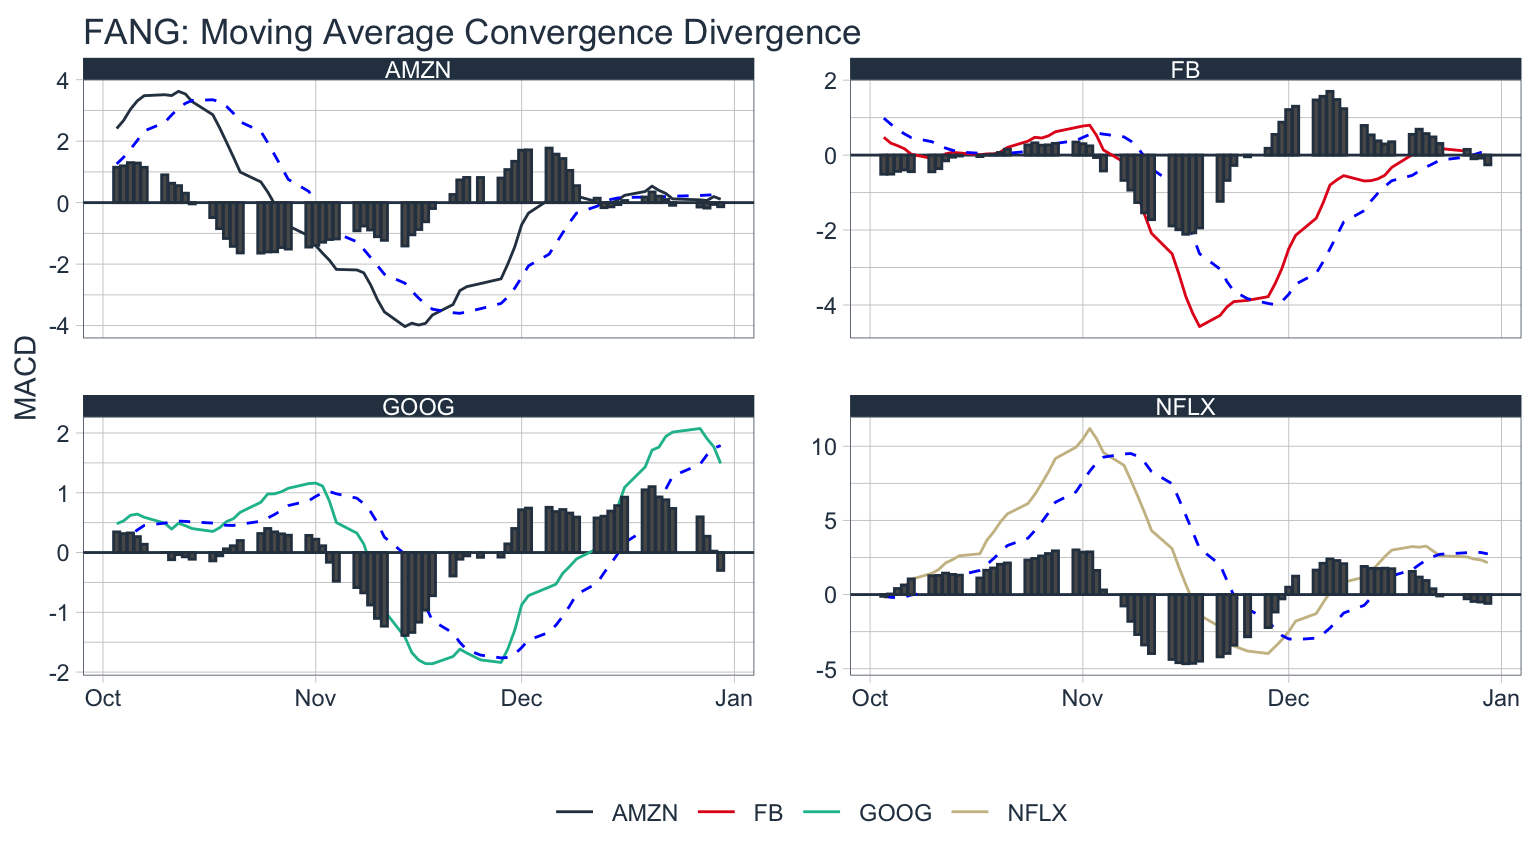 FANG: Moving Average Convergence Divergence
MACD
AMZN
4
2
0
-2
-4
FB
2
0
-2
-4
GOOG
2
1
0
-1
-2
Oct Nov Dec Jan
NFLX
10
5
0
-5
Oct Nov Dec Jan
AMZN FB GOOG NFLX